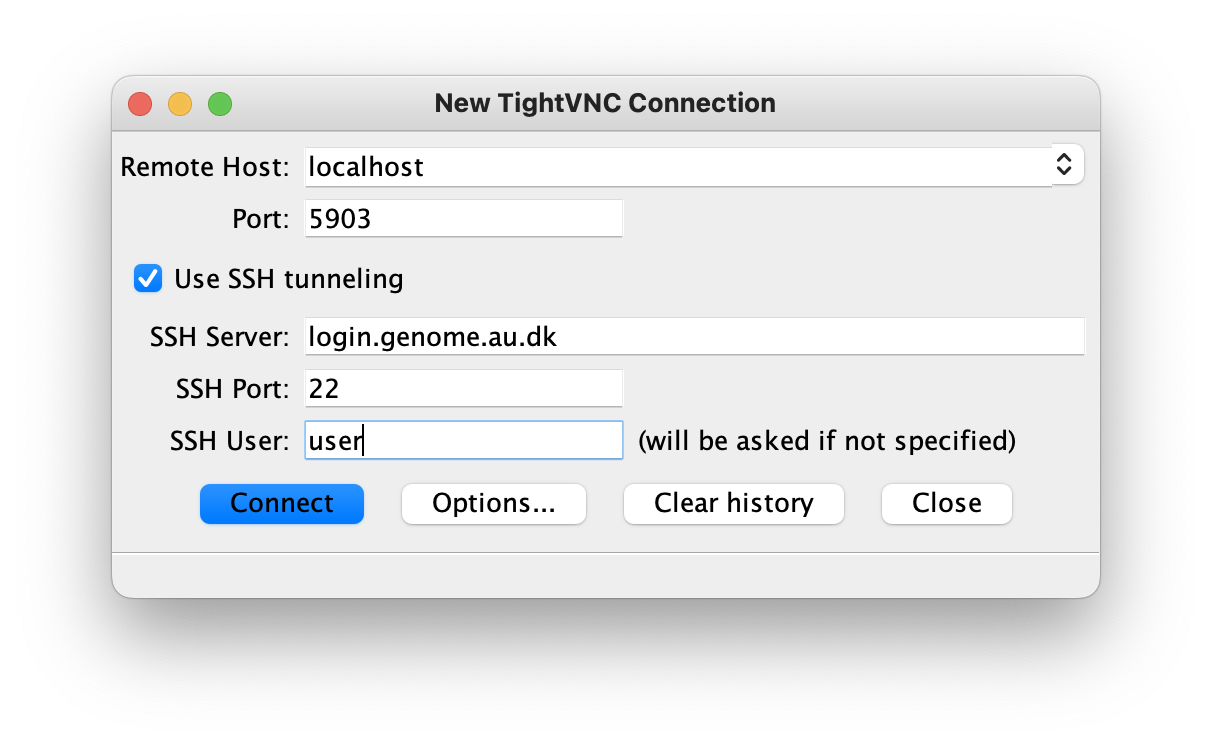 New TightVNC Connection
Remote Host: localhost
Port: 5903
Use SSH tunneling
SSH Server: login.genome.au.dk
SSH Port: 22
SSH User: user (will be asked if not specified)
Connect Options... Clear history Close